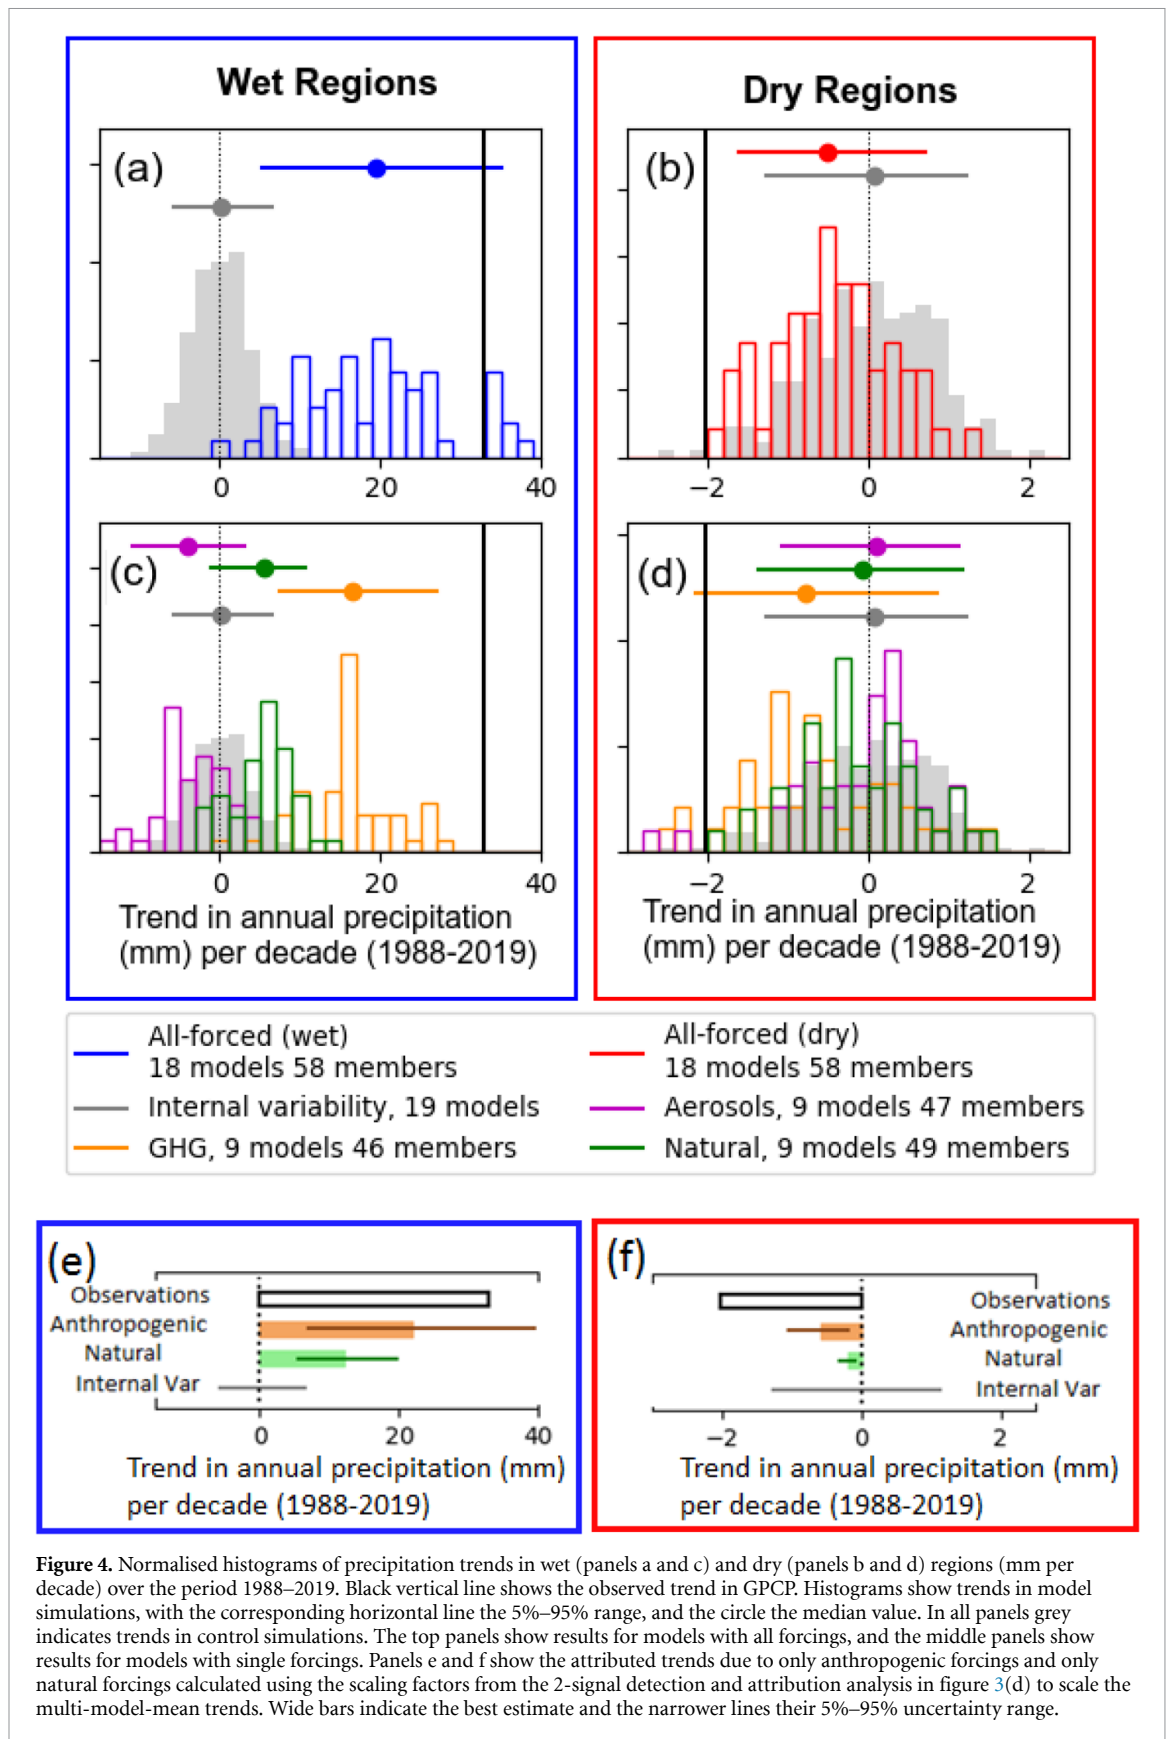 Wet Regions
Dry Regions
(a)
(b)
0 20 40
−2 0 2
(c)
(d)
0 20 40
−2 0 2
Trend in annual precipitation
(mm) per decade (1988-2019)
Trend in annual precipitation
(mm) per decade (1988-2019)
All-forced (wet)
18 models 58 members
Internal variability, 19 models
GHG, 9 models 46 members
All-forced (dry)
18 models 58 members
Aerosols, 9 models 47 members
Natural, 9 models 49 members
(e)
Observations
Anthropogenic
Natural
Internal Var
0 20 40
Trend in annual precipitation (mm)
per decade (1988-2019)
(f)
Observations
Anthropogenic
Natural
Internal Var
−2 0 2
Trend in annual precipitation (mm)
per decade (1988-2019)
Figure 4. Normalised histograms of precipitation trends in wet (panels a and c) and dry (panels b and d) regions (mm per
decade) over the period 1988–2019. Black vertical line shows the observed trend in GPCP. Histograms show trends in model
simulations, with the corresponding horizontal line the 5%–95% range, and the circle the median value. In all panels grey
indicates trends in control simulations. The top panels show results for models with all forcings, and the middle panels show
results for models with single forcings. Panels e and f show the attributed trends due to only anthropogenic forcings and only
natural forcings calculated using the scaling factors from the 2-signal detection and attribution analysis in figure 3(d) to scale the
multi-model-mean trends. Wide bars indicate the best estimate and the narrower lines their 5%–95% uncertainty range.